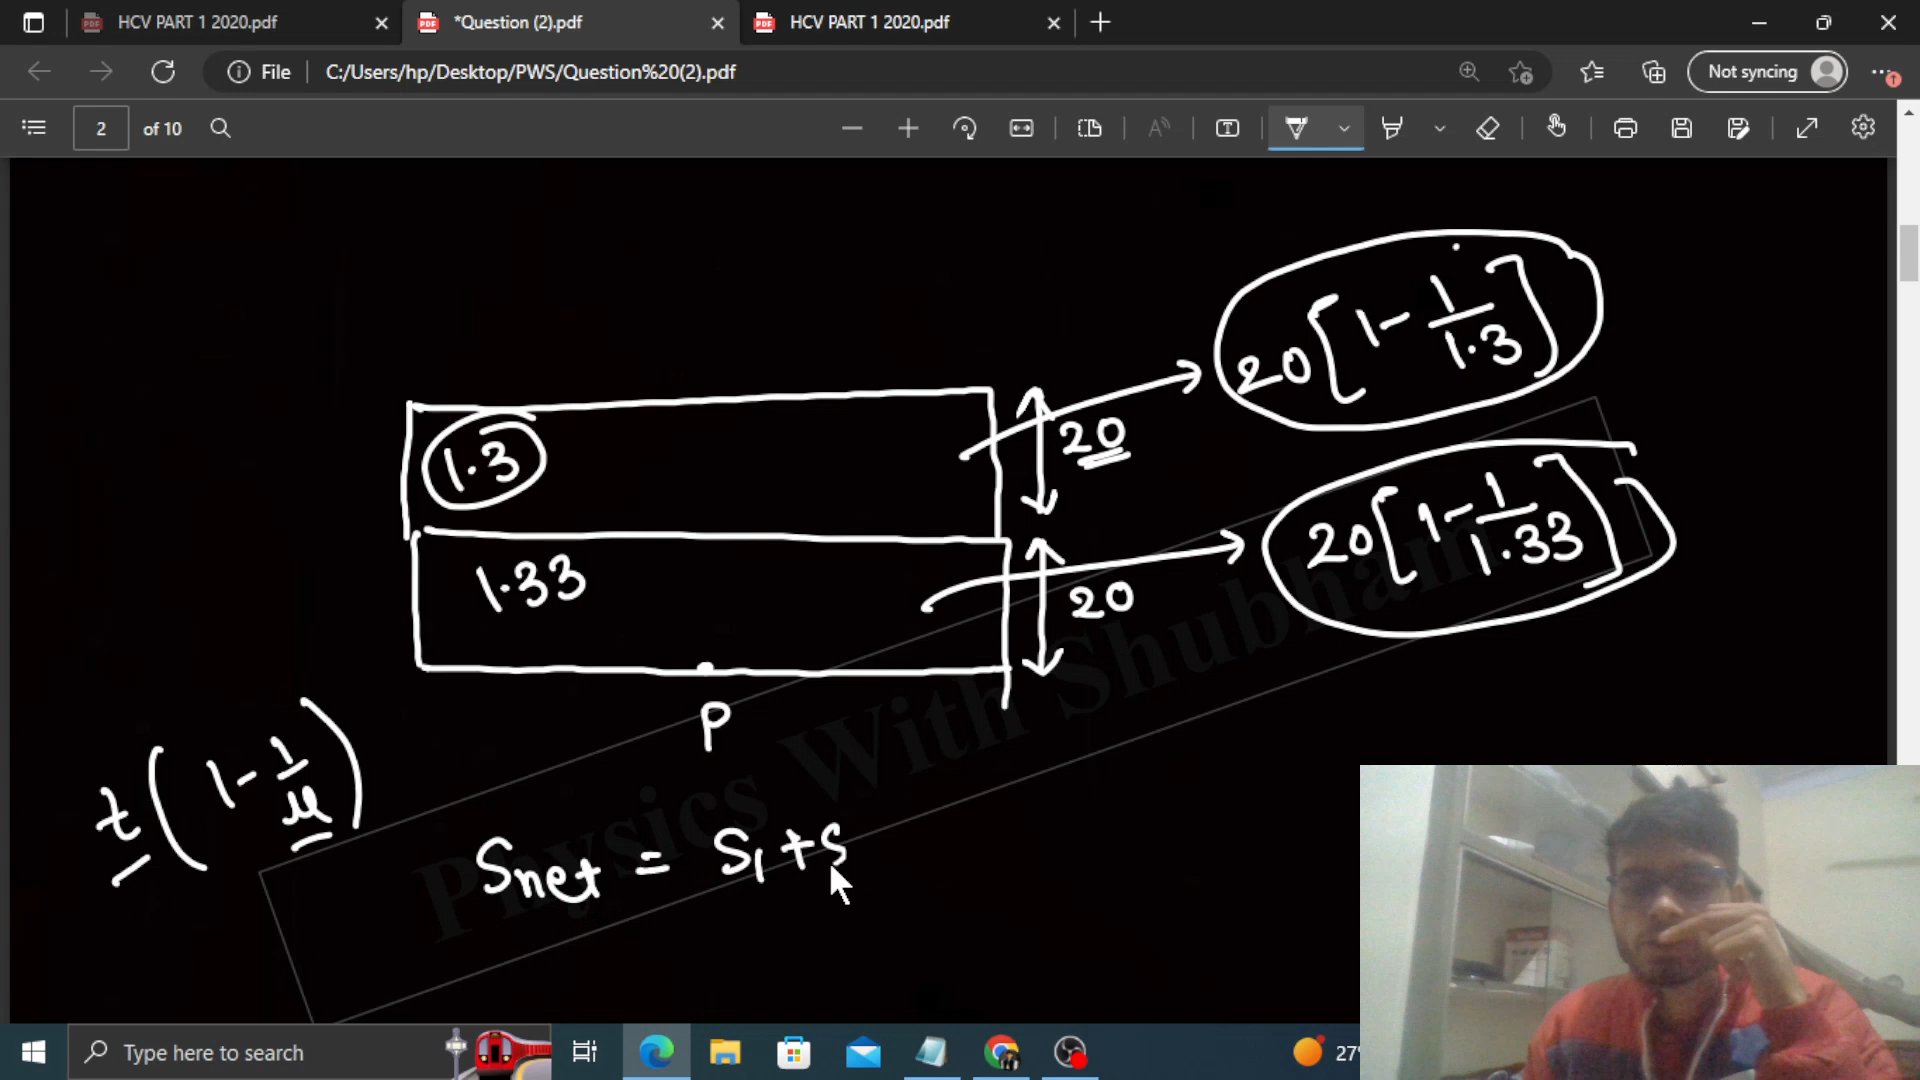 HCV PART 1 2020.pdf
*Question (2).pdf
HCV PART 1 2020.pdf
File
C:/Users/hp/Desktop/PWS/Question%20(2).pdf
Not syncing
2 of 10
20[1-1/1.3]
1.3
20
20[1-1/1.33]
1.33
20
P
t(1-1/μ)
Snet = S1+S
Physics With Shubham
Type here to search
27°